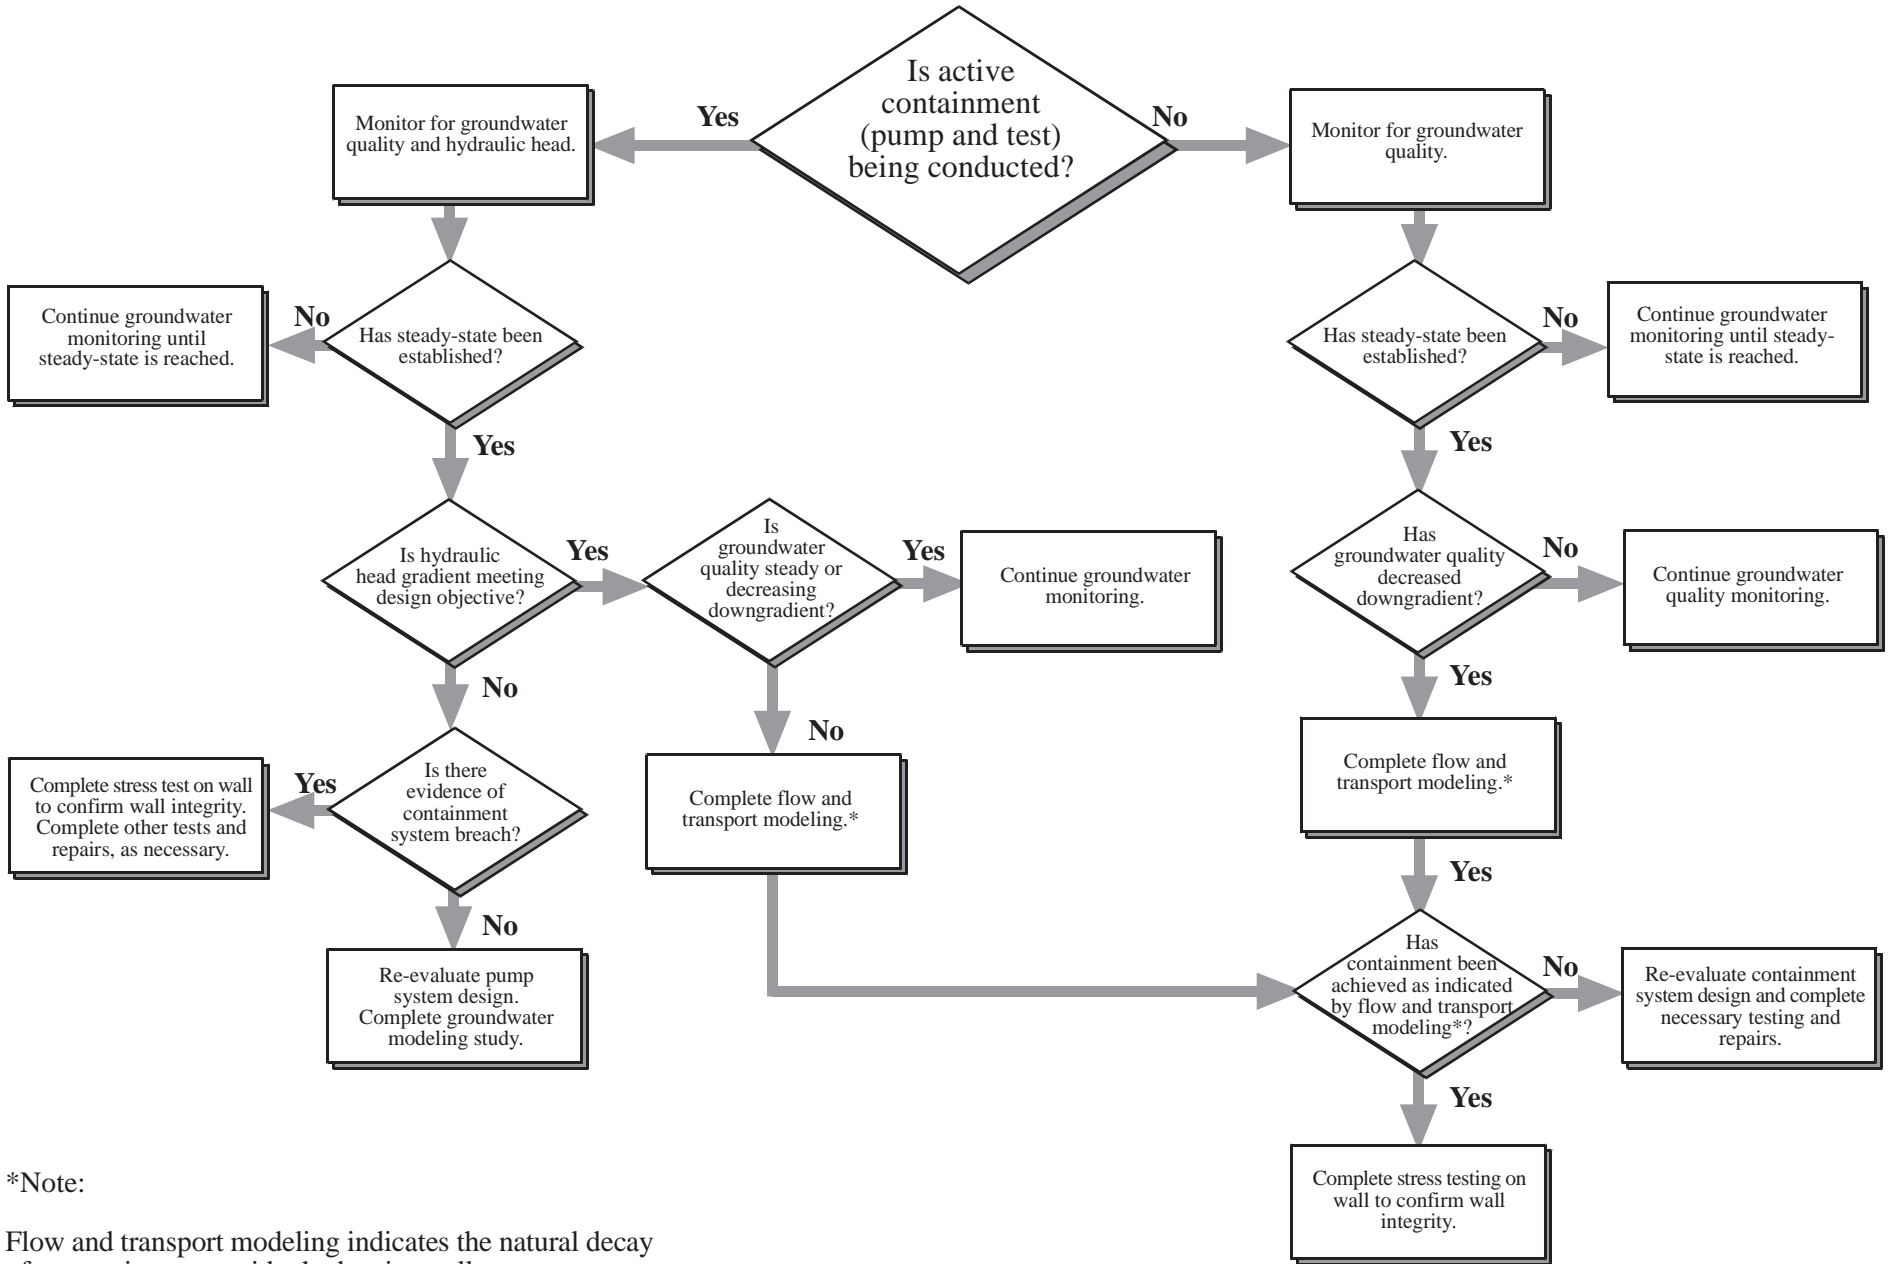 Is active
containment
(pump and test)
being conducted?
Yes
No
Monitor for groundwater
quality and hydraulic head.
Monitor for groundwater
quality.
Continue groundwater
monitoring until
steady-state is reached.
No
Has steady-state been
established?
Has steady-state been
established?
No
Continue groundwater
monitoring until steady-
state is reached.
Yes
Yes
Is hydraulic
head gradient meeting
design objective?
Yes
Is
groundwater
quality steady or
decreasing
downgradient?
Yes
Continue groundwater
monitoring.
Has
groundwater quality
decreased
downgradient?
No
Continue groundwater
quality monitoring.
No
No
Yes
Complete stress test on wall
to confirm wall integrity.
Complete other tests and
repairs, as necessary.
Yes
Is there
evidence of
containment
system breach?
Complete flow and
transport modeling.*
Complete flow and
transport modeling.*
No
Yes
Re-evaluate pump
system design.
Complete groundwater
modeling study.
Has
containment been
achieved as indicated
by flow and transport
modeling*?
No
Re-evaluate containment
system design and complete
necessary testing and
repairs.
Yes
Complete stress testing on
wall to confirm wall
integrity.
*Note:
Flow and transport modeling indicates the natural decay